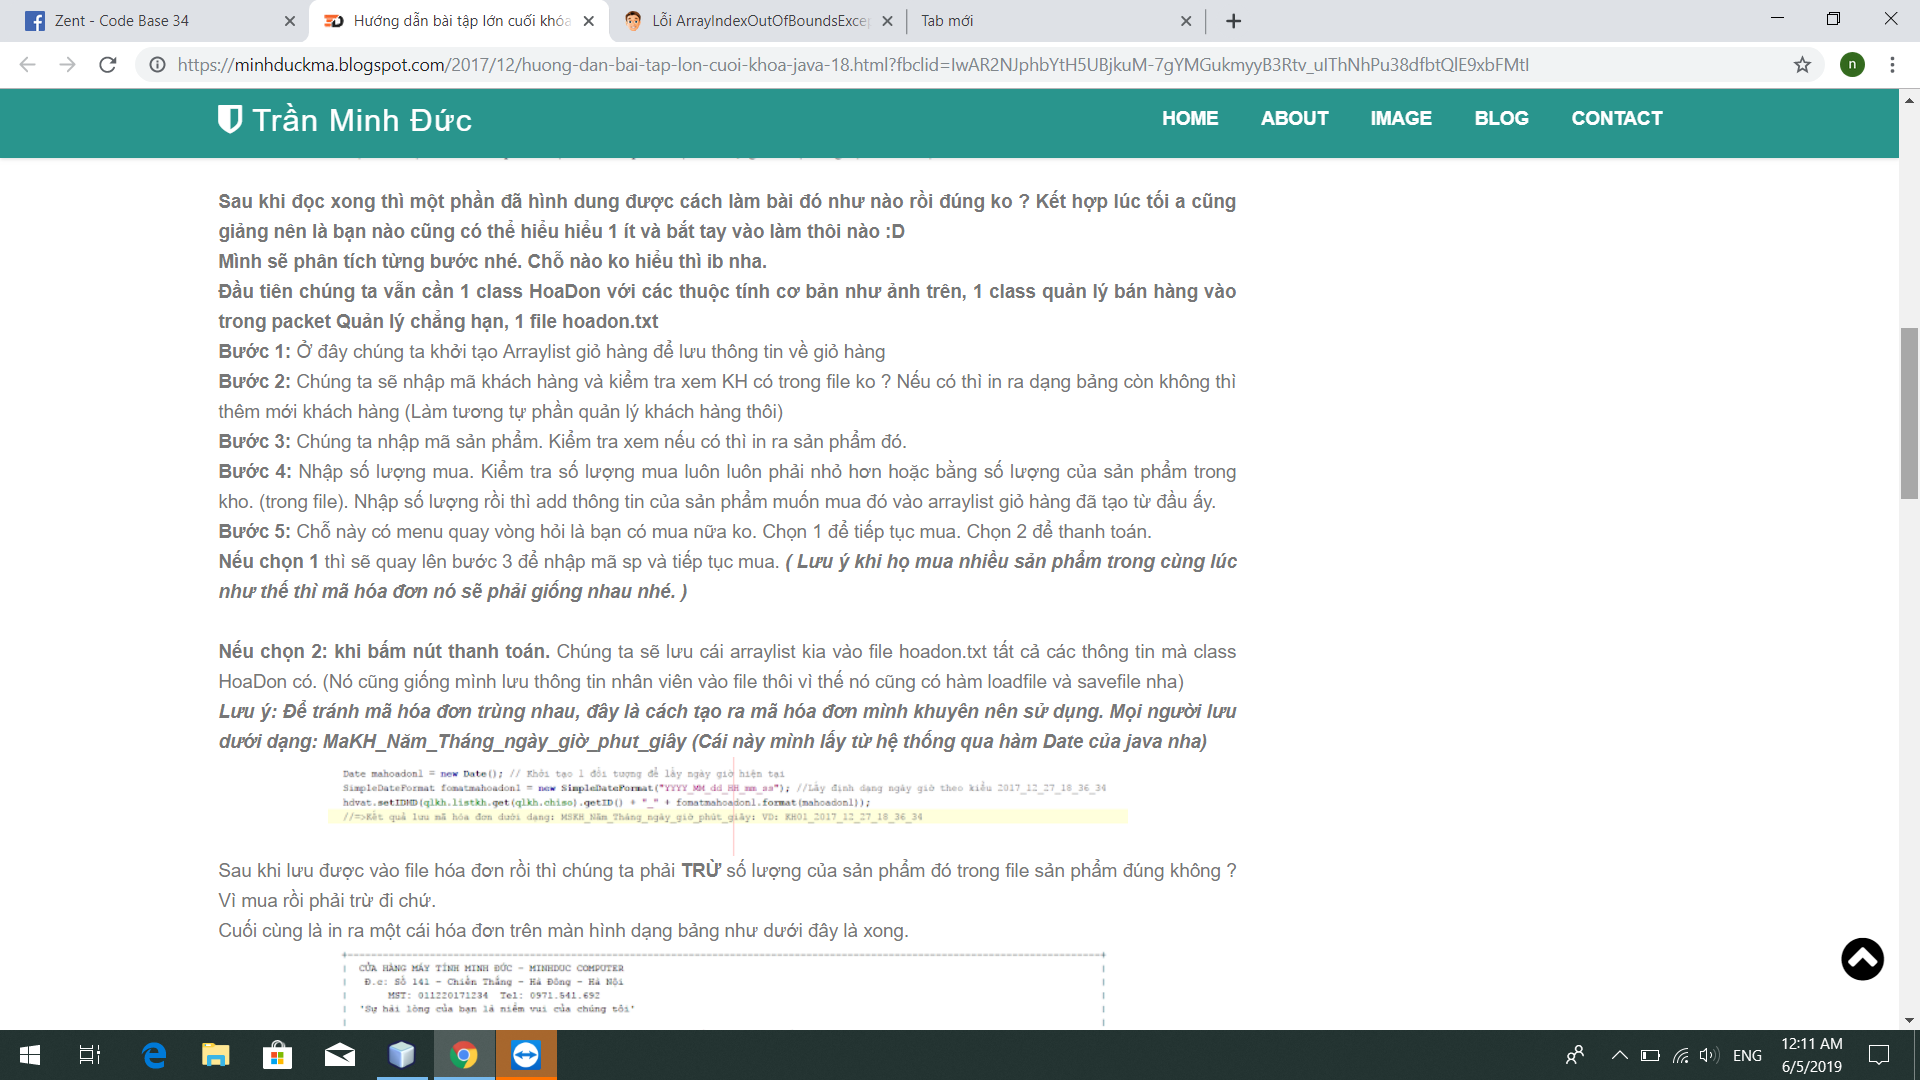 Zent - Code Base 34
Hướng dẫn bài tập lớn cuối khóa
Lỗi ArrayIndexOutOfBoundsExcep
Tab mới
https://minhduckma.blogspot.com/2017/12/huong-dan-bai-tap-lon-cuoi-khoa-java-18.html?fbclid=IwAR2NJphbYtH5UBjkuM-7gYMGukmyyB3Rtv_uIThNhPu38dfbtQlE9xbFMtI
n
Trần Minh Đức
HOME ABOUT IMAGE BLOG CONTACT
Sau khi đọc xong thì một phần đã hình dung được cách làm bài đó như nào rồi đúng ko ? Kết hợp lúc tối a cũng
giảng nên là bạn nào cũng có thể hiểu hiểu 1 ít và bắt tay vào làm thôi nào :D
Mình sẽ phân tích từng bước nhé. Chỗ nào ko hiểu thì ib nha.
Đầu tiên chúng ta vẫn cần 1 class HoaDon với các thuộc tính cơ bản như ảnh trên, 1 class quản lý bán hàng vào
trong packet Quản lý chẳng hạn, 1 file hoadon.txt
Bước 1: Ở đây chúng ta khởi tạo Arraylist giỏ hàng để lưu thông tin về giỏ hàng
Bước 2: Chúng ta sẽ nhập mã khách hàng và kiểm tra xem KH có trong file ko ? Nếu có thì in ra dạng bảng còn không thì
thêm mới khách hàng (Làm tương tự phần quản lý khách hàng thôi)
Bước 3: Chúng ta nhập mã sản phẩm. Kiểm tra xem nếu có thì in ra sản phẩm đó.
Bước 4: Nhập số lượng mua. Kiểm tra số lượng mua luôn luôn phải nhỏ hơn hoặc bằng số lượng của sản phẩm trong
kho. (trong file). Nhập số lượng rồi thì add thông tin của sản phẩm muốn mua đó vào arraylist giỏ hàng đã tạo từ đầu ấy.
Bước 5: Chỗ này có menu quay vòng hỏi là bạn có mua nữa ko. Chọn 1 để tiếp tục mua. Chọn 2 để thanh toán.
Nếu chọn 1 thì sẽ quay lên bước 3 để nhập mã sp và tiếp tục mua. ( Lưu ý khi họ mua nhiều sản phẩm trong cùng lúc
như thế thì mã hóa đơn nó sẽ phải giống nhau nhé. )
Nếu chọn 2: khi bấm nút thanh toán. Chúng ta sẽ lưu cái arraylist kia vào file hoadon.txt tất cả các thông tin mà class
HoaDon có. (Nó cũng giống mình lưu thông tin nhân viên vào file thôi vì thế nó cũng có hàm loadfile và savefile nha)
Lưu ý: Để tránh mã hóa đơn trùng nhau, đây là cách tạo ra mã hóa đơn mình khuyên nên sử dụng. Mọi người lưu
dưới dạng: MaKH_Năm_Tháng_ngày_giờ_phut_giây (Cái này mình lấy từ hệ thống qua hàm Date của java nha)
Date mahoadon1 = new Date(); // Khởi tạo 1 đối tượng để lấy ngày giờ hiện tại
SimpleDateFormat fomatmahoadon1 = new SimpleDateFormat("YYYY_MM_dd_HH_mm_ss"); //Lấy định dạng ngày giờ theo kiểu 2017_12_27_18_36_34
hdvat.setIDHD(qlkh.listkh.get(qlkh.chiso).getID() + "_" + fomatmahoadon1.format(mahoadon1));
//=>Kết quả lưu mã hóa đơn dưới dạng: MSKH_Năm_Tháng_ngày_giờ_phút_giây: VD: KH01_2017_12_27_18_36_34
Sau khi lưu được vào file hóa đơn rồi thì chúng ta phải TRỪ số lượng của sản phẩm đó trong file sản phẩm đúng không ?
Vì mua rồi phải trừ đi chứ.
Cuối cùng là in ra một cái hóa đơn trên màn hình dạng bảng như dưới đây là xong.
CỬA HÀNG MÁY TÍNH MINH ĐỨC - MINHDUC COMPUTER
Đ.c: Số 141 - Chiến Thắng - Hà Đông - Hà Nội
MST: 011220171234 Tel: 0971.541.692
'Sự hài lòng của bạn là niềm vui của chúng tôi'
ENG
12:11 AM
6/5/2019